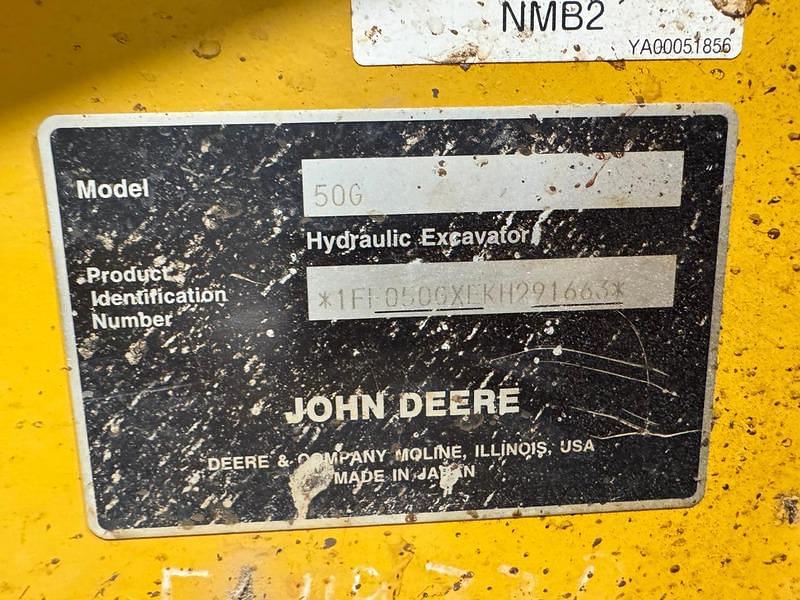 NMB2
YA00051856
Model
50G
Hydraulic Excavator
Product
Identification
Number
*1FF050GXEKH291663*
JOHN DEERE
DEERE & COMPANY MOLINE, ILLINOIS, USA
MADE IN JAPAN